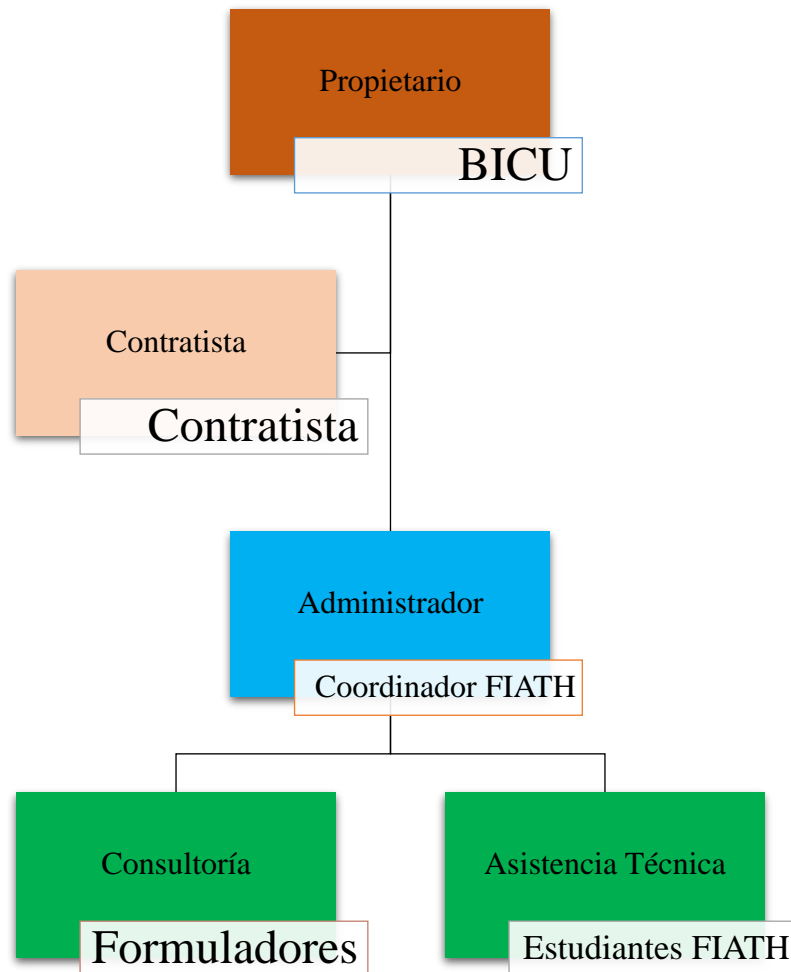 Propietario
BICU
Contratista
Contratista
Administrador
Coordinador FIATH
Consultoría
Formuladores
Asistencia Técnica
Estudiantes FIATH